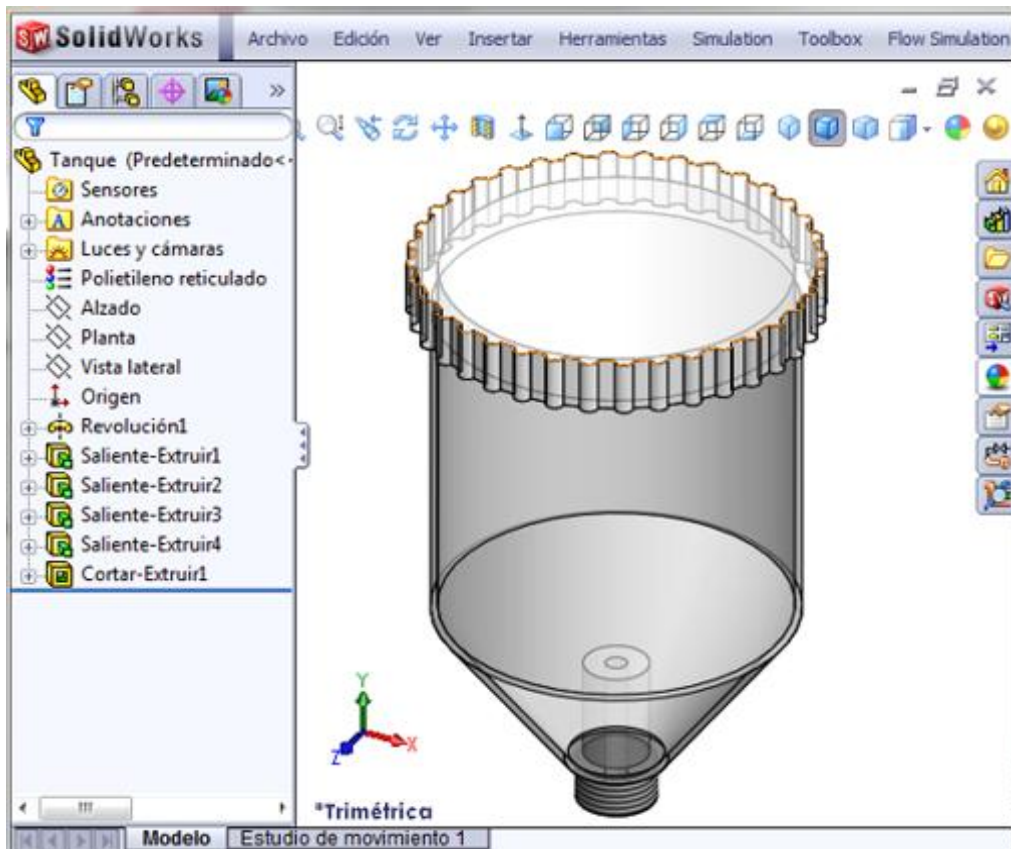 SolidWorks Archivo Edición Ver Insertar Herramientas Simulation Toolbox Flow Simulation
Tanque (Predeterminado<
Sensores
A Anotaciones
Luces y cámaras
Polietileno reticulado
Alzado
Planta
Vista lateral
Origen
Revolución1
Saliente-Extruir1
Saliente-Extruir2
Saliente-Extruir3
Saliente-Extruir4
Cortar-Extruir1
Y
X
Z
*Trimétrica
Modelo Estudio de movimiento 1